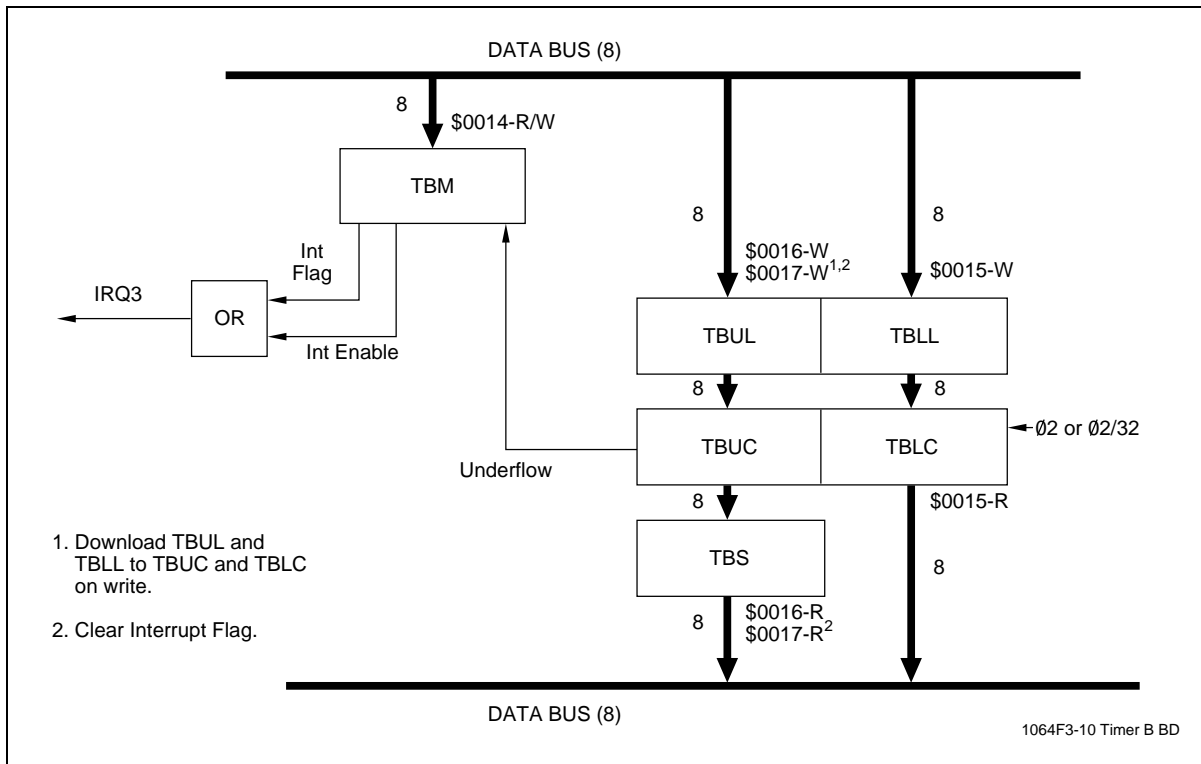 DATA BUS (8)
8
$0014-R/W
TBM
8
8
Int
Flag
$0016-W
$0017-W1,2
$0015-W
IRQ3
OR
Int Enable
TBUL
TBLL
8
8
Ø2 or Ø2/32
TBUC
TBLC
Underflow
8
$0015-R
1. Download TBUL and
TBLL to TBUC and TBLC
on write.
TBS
8
2. Clear Interrupt Flag.
8
$0016-R
$0017-R2
DATA BUS (8)
1064F3-10 Timer B BD